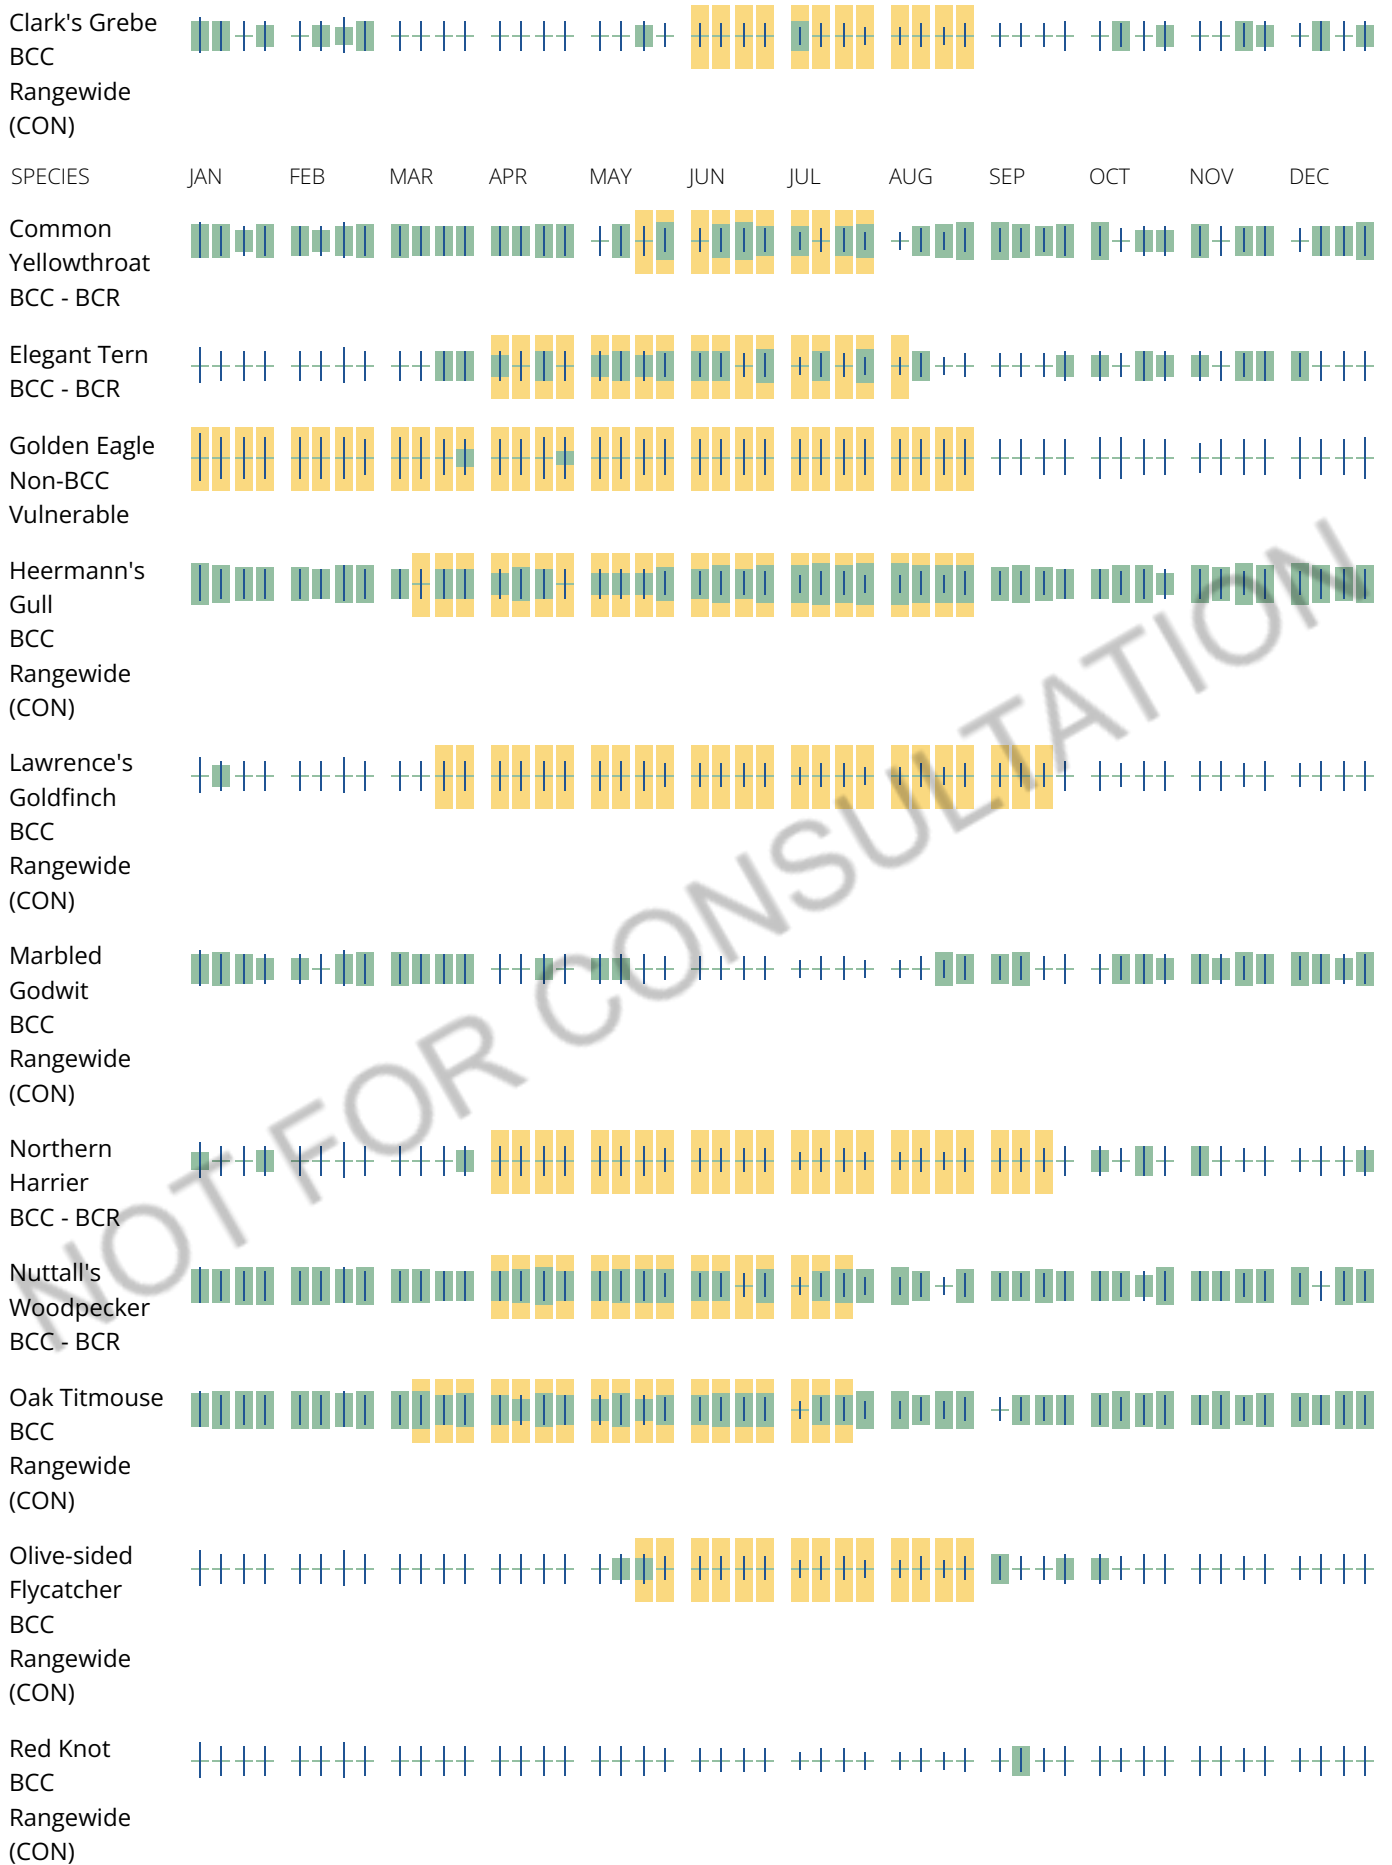 Clark's Grebe
BCC
Rangewide
(CON)
SPECIES JAN FEB MAR APR MAY JUN JUL AUG SEP OCT NOV DEC
Common
Yellowthroat
BCC - BCR
Elegant Tern
BCC - BCR
Golden Eagle
Non-BCC
Vulnerable
Heermann's
Gull
BCC
Rangewide
(CON)
Lawrence's
Goldfinch
BCC
Rangewide
(CON)
Marbled
Godwit
BCC
Rangewide
(CON)
Northern
Harrier
BCC - BCR
Nuttall's
Woodpecker
BCC - BCR
Oak Titmouse
BCC
Rangewide
(CON)
Olive-sided
Flycatcher
BCC
Rangewide
(CON)
Red Knot
BCC
Rangewide
(CON)
NOT FOR CONSULTATION